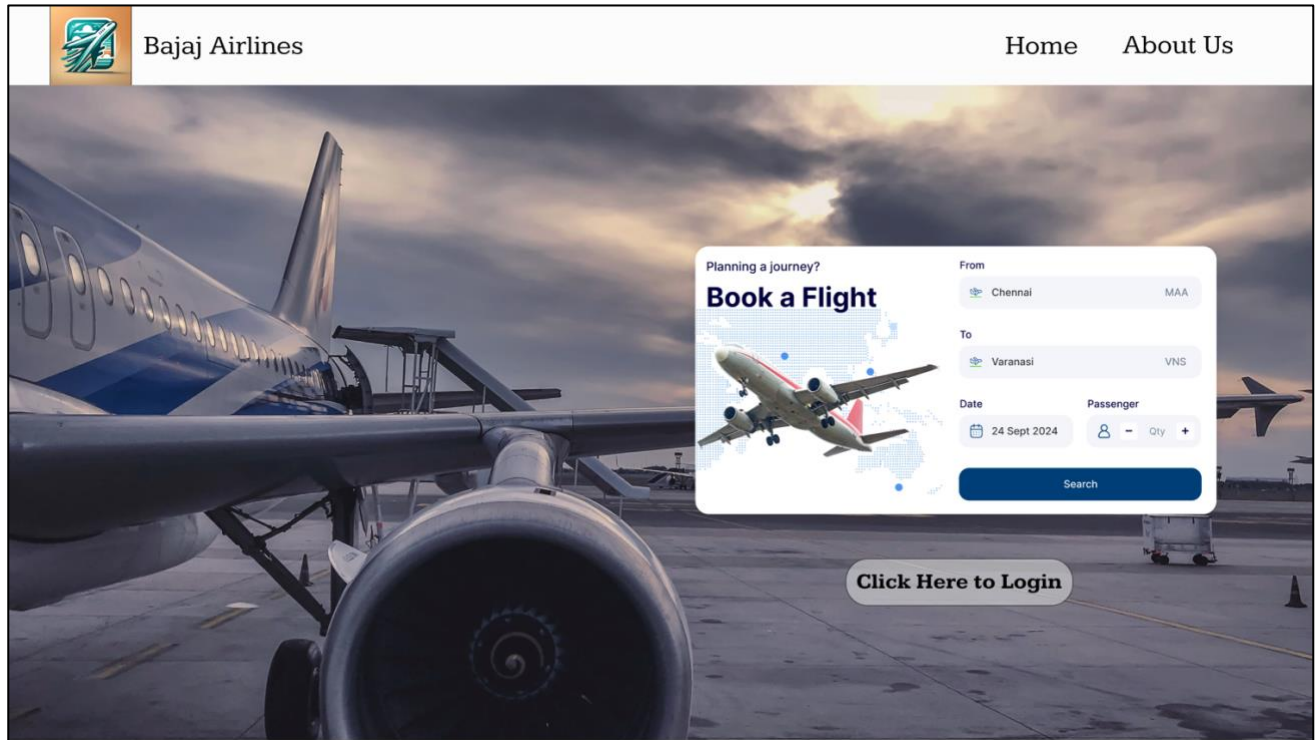 Bajaj Airlines
Home
About Us
Planning a journey?
Book a Flight
From
Chennai MAA
To
Varanasi VNS
Date
24 Sept 2024
Passenger
- Qty +
Search
Click Here to Login